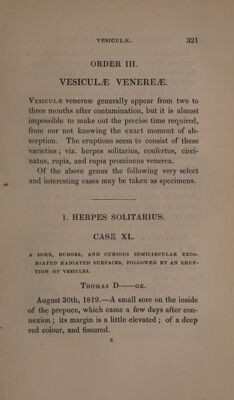 VESICULÆ. 321
ORDER III.
VESICULÆ VENEREÆ.
Vesiculæ venereæ generally appear from two to
three months after contamination, but it is almost
impossible to make out the precise time required,
from our not knowing the exact moment of ab-
sorption. The eruptions seem to consist of these
varieties; viz. herpes solitarius, confertus, circi-
natus, rupia, and rupia prominens venerea.
Of the above genus the following very select
and interesting cases may be taken as specimens.
1. HERPES SOLITARIUS.
CASE XL.
A SORE, BUBOES, AND CURIOUS SEMICIRCULAR EXCO-
RIATED RADIATED SURFACES, FOLLOWED BY AN ERUP-
TION OF VESICLES.
Thomas D——ge.
August 30th, 1819.—A small sore on the inside
of the prepuce, which came a few days after con-
nexion; its margin is a little elevated; of a deep
red colour, and fissured.
X